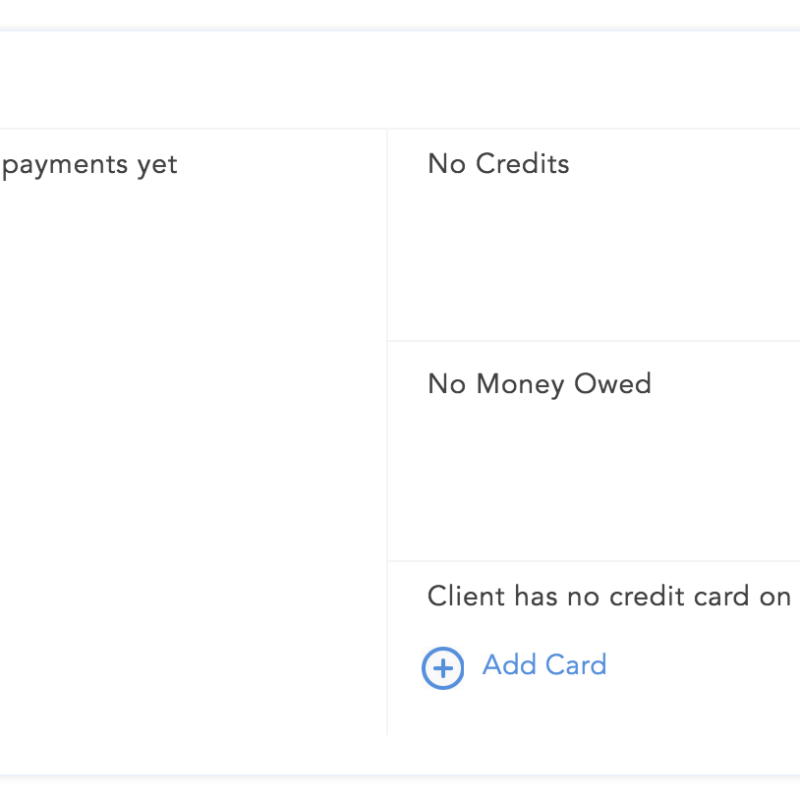 payments yet
No Credits
No Money Owed
Client has no credit card on
Add Card